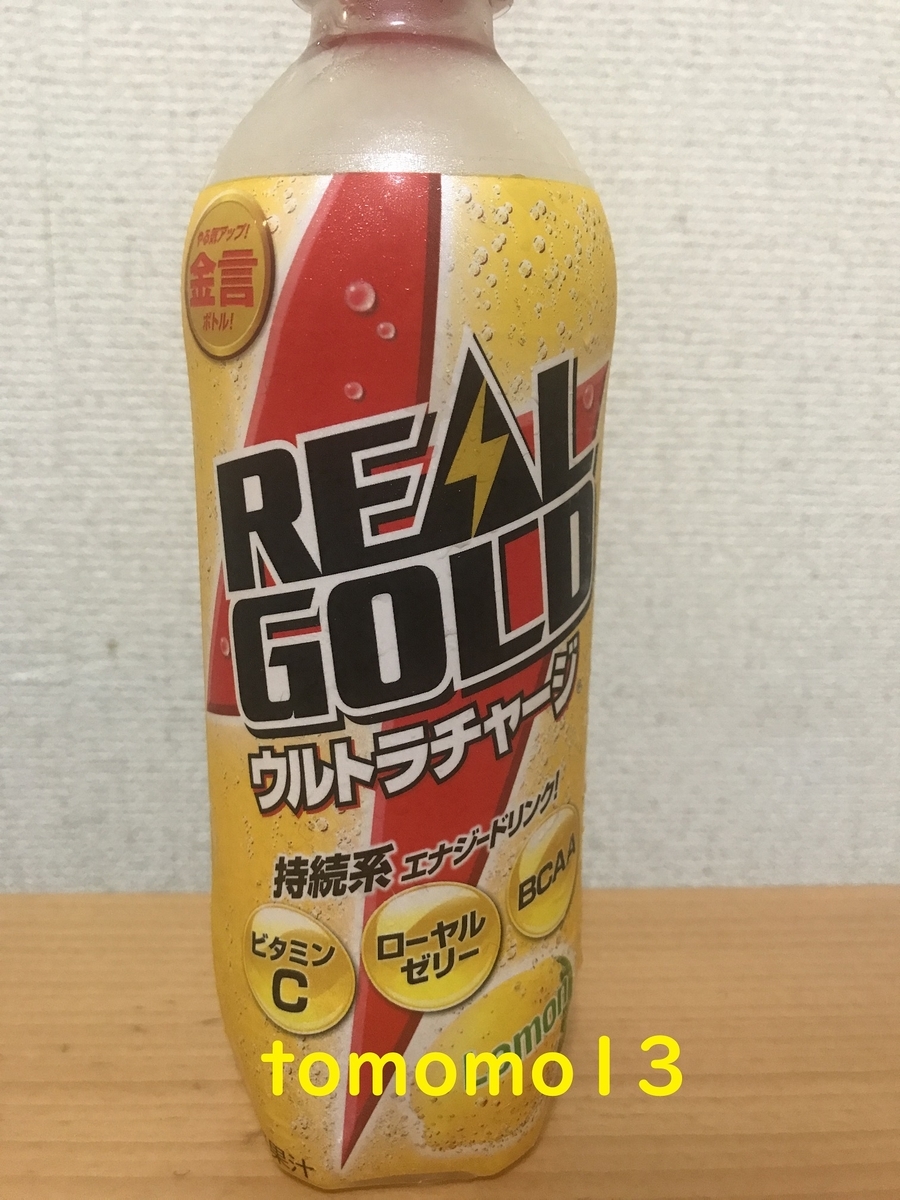 やる気アップ!
金言
ボトル!
REAL
GOLD
ウルトラチャージ
持続系 エナジードリンク!
ビタミン
C
ローヤル
ゼリー
BCAA
Lemon
tomomo13
果汁